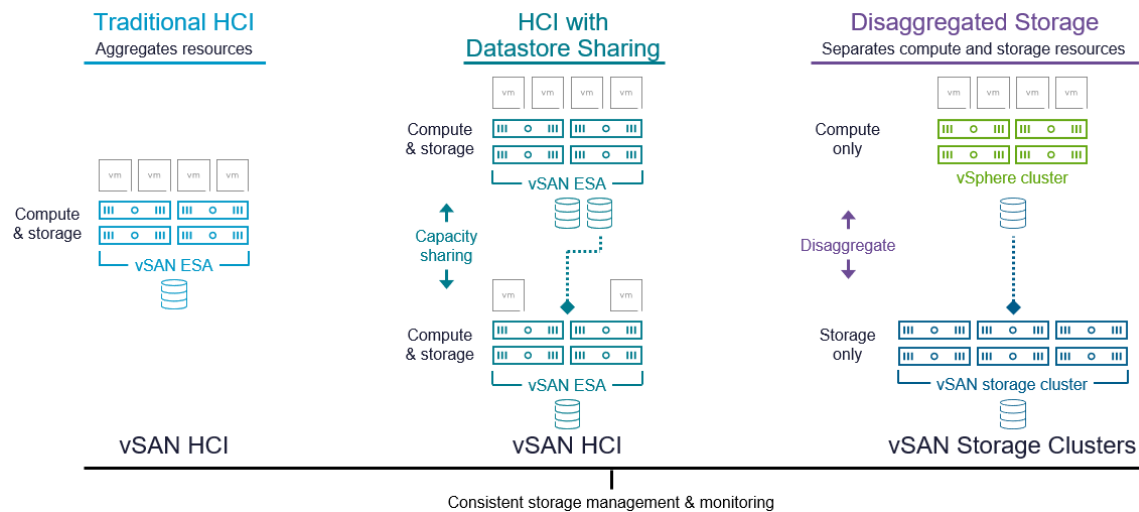 Traditional HCI
Aggregates resources
vm vm vm vm
Compute
& storage
vSAN ESA
vSAN HCI
HCI with
Datastore Sharing
vm vm vm vm
Compute
& storage
vSAN ESA
Capacity
sharing
vm vm
Compute
& storage
vSAN ESA
vSAN HCI
Disaggregated Storage
Separates compute and storage resources
vm vm vm vm
Compute
only
vSphere cluster
Disaggregate
Storage
only
vSAN storage cluster
vSAN Storage Clusters
Consistent storage management & monitoring